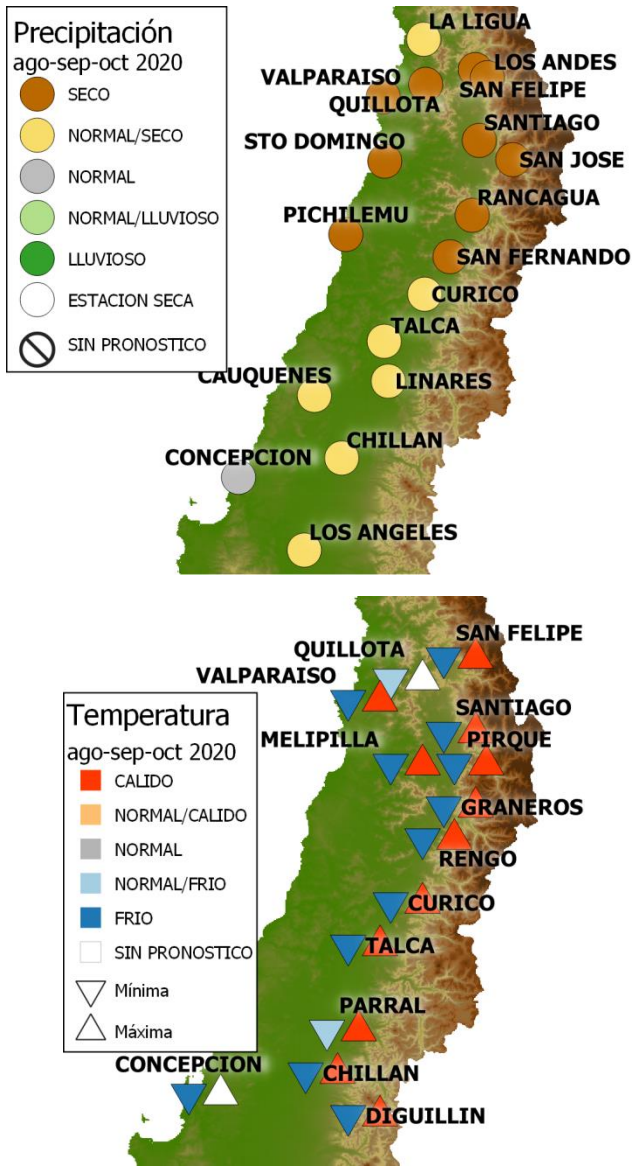 Precipitación
ago-sep-oct 2020
SECO
NORMAL/SECO
NORMAL
NORMAL/LLUVIOSO
LLUVIOSO
ESTACION SECA
SIN PRONOSTICO
LA LIGUA
LOS ANDES
VALPARAISO
SAN FELIPE
QUILLOTA
SANTIAGO
STO DOMINGO
SAN JOSE
RANCAGUA
PICHILEMU
SAN FERNANDO
CURICO
TALCA
CAUQUENES
LINARES
CHILLAN
CONCEPCION
LOS ANGELES
Temperatura
ago-sep-oct 2020
CALIDO
NORMAL/CALIDO
NORMAL
NORMAL/FRIO
FRIO
SIN PRONOSTICO
Mínima
Máxima
SAN FELIPE
QUILLOTA
VALPARAISO
SANTIAGO
MELIPILLA
PIRQUE
GRANEROS
RENGO
CURICO
TALCA
PARRAL
CONCEPCION
CHILLAN
DIGUILLIN